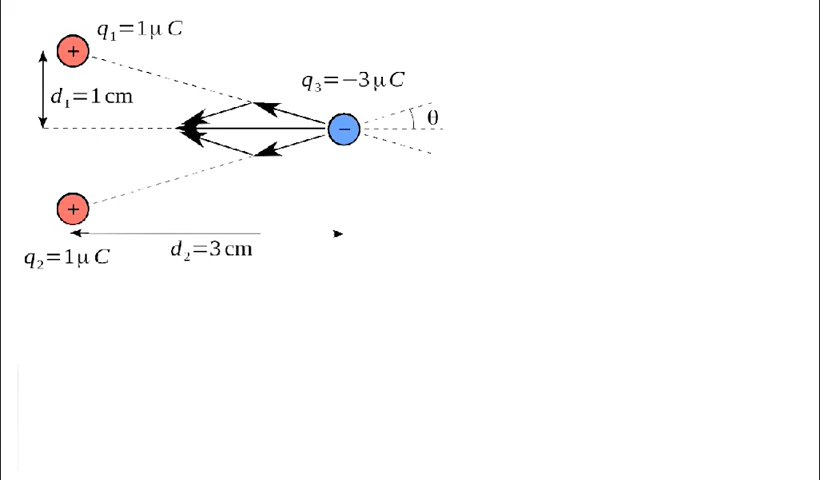 q₁=1μC
+
q₃=−3μC
d₁=1cm
θ
−
+
d₂=3cm
q₂=1μC